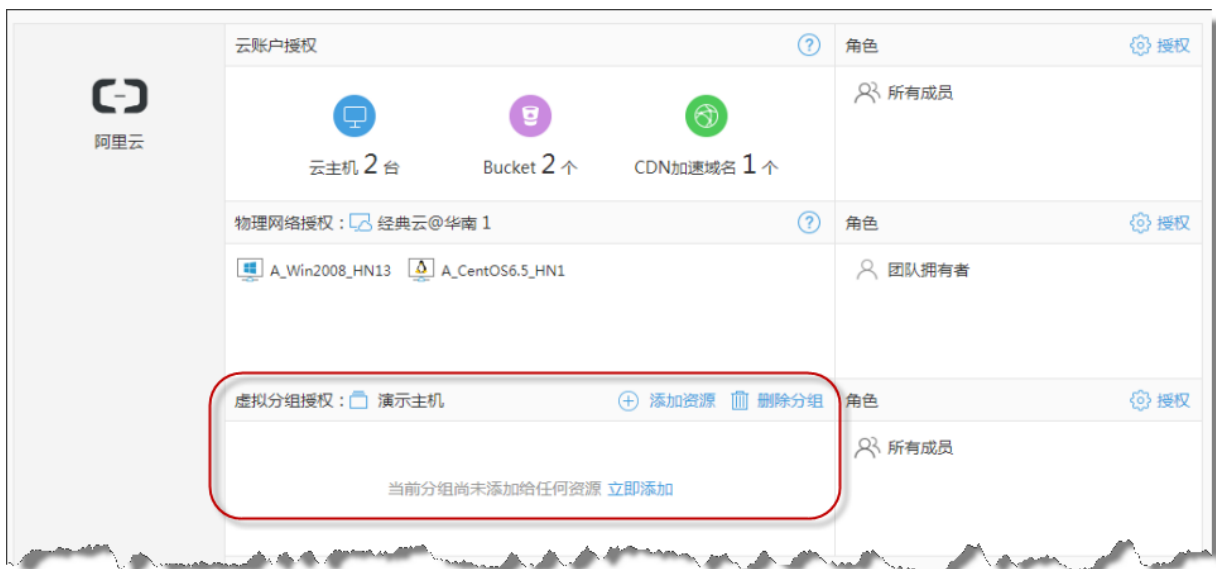 云账户授权
角色
授权
阿里云
云主机 2 台
Bucket 2 个
CDN加速域名 1 个
所有成员
物理网络授权：经典云@华南 1
角色
授权
A_Win2008_HN13
A_CentOS6.5_HN1
团队拥有者
虚拟分组授权：演示主机
添加资源
删除分组
角色
授权
当前分组尚未添加给任何资源 立即添加
所有成员